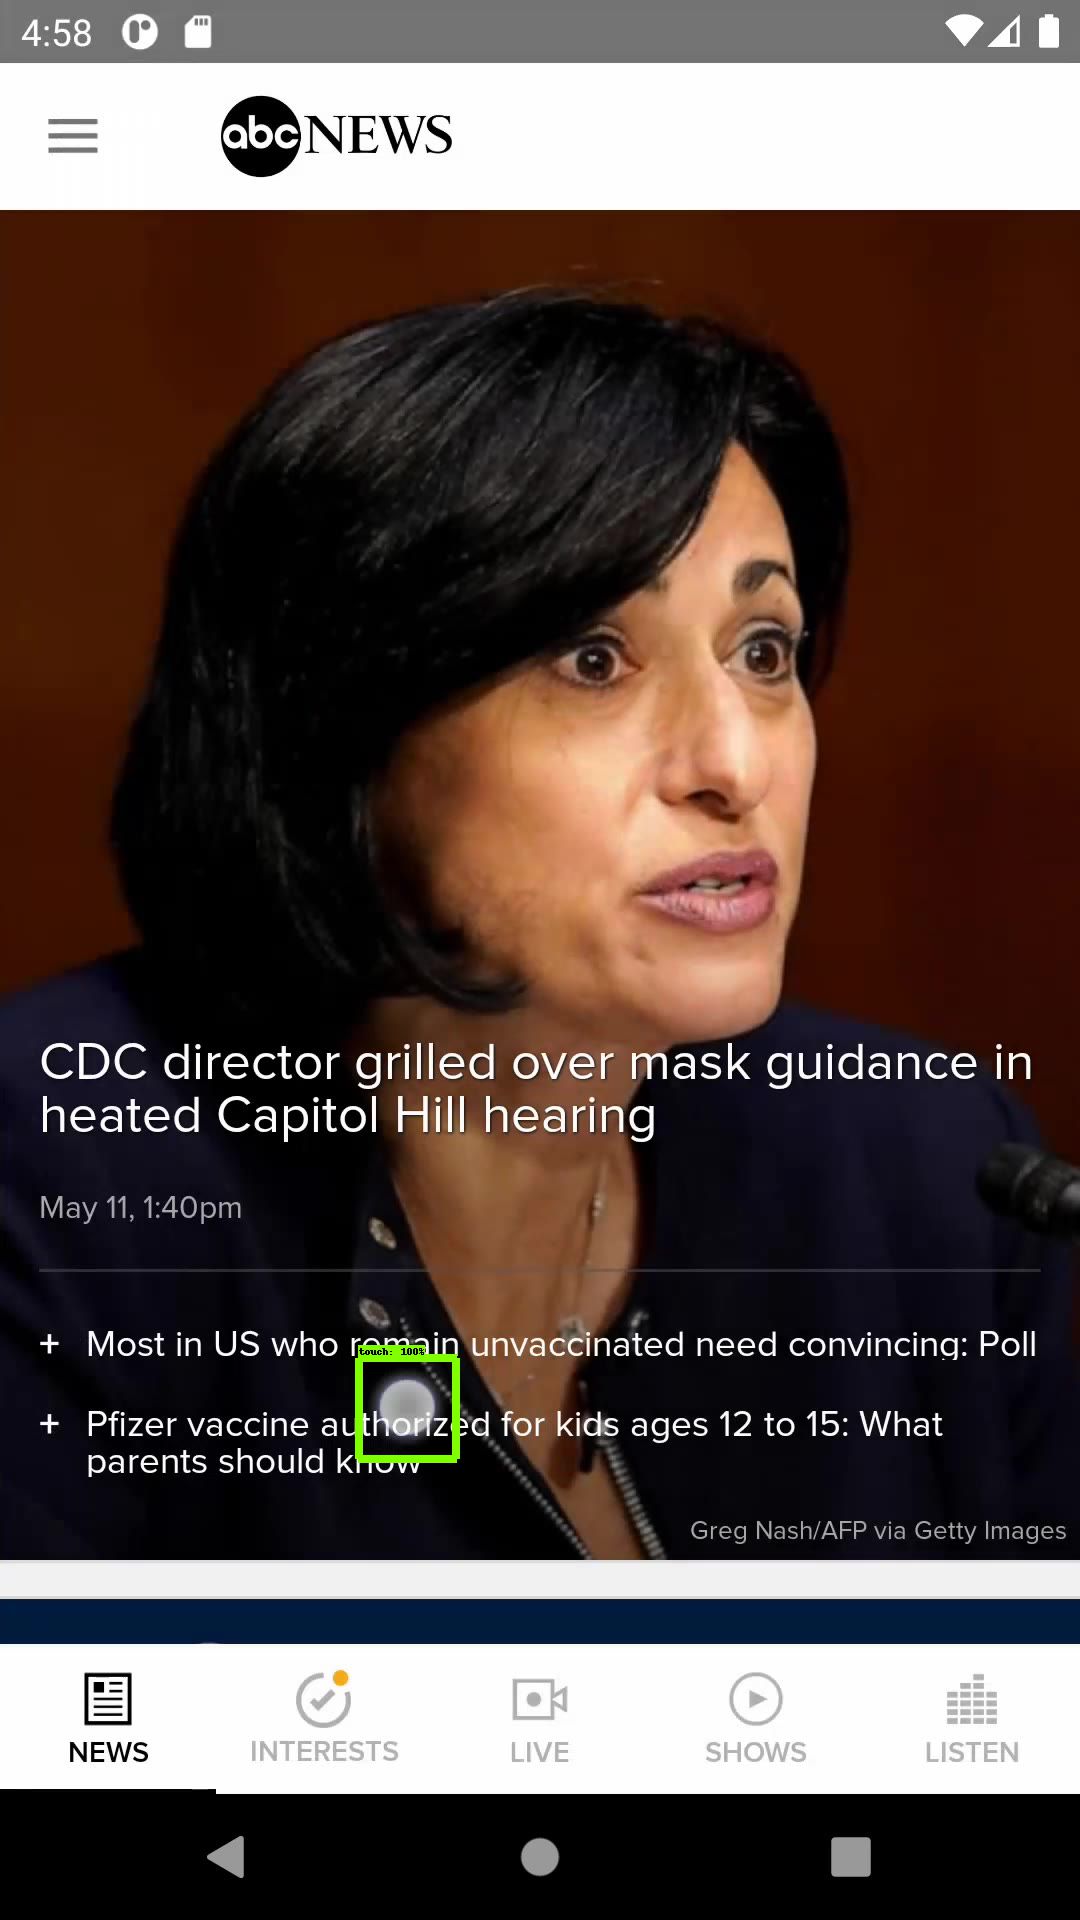 4:58
abc NEWS
CDC director grilled over mask guidance in
heated Capitol Hill hearing
May 11, 1:40pm
+ Most in US who remain unvaccinated need convincing: Poll
touch: 100%
+ Pfizer vaccine authorized for kids ages 12 to 15: What
parents should know
Greg Nash/AFP via Getty Images
NEWS INTERESTS LIVE SHOWS LISTEN